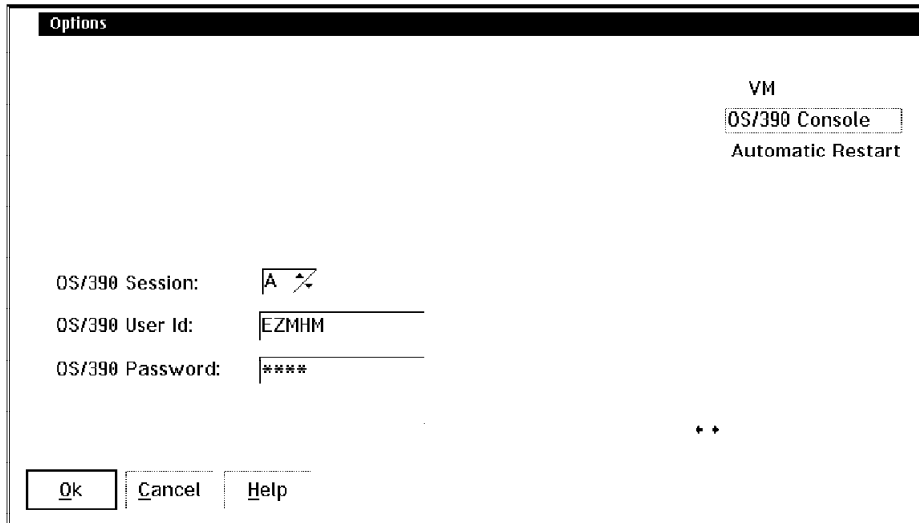 Options
VM
OS/390 Console
Automatic Restart
OS/390 Session: A
OS/390 User Id: EZMHM
OS/390 Password: ****
Ok Cancel Help